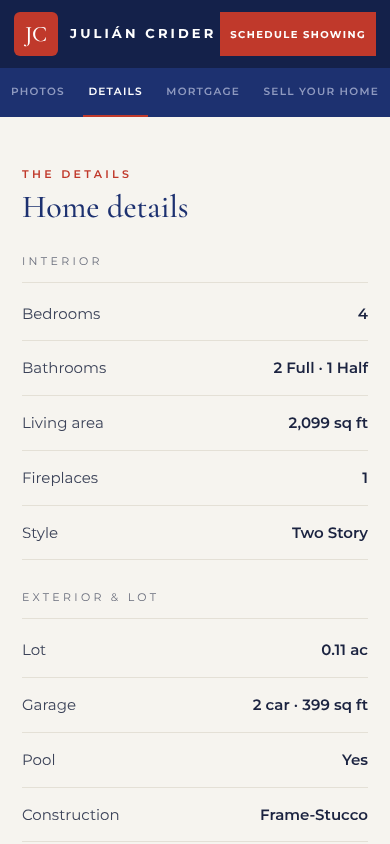 JC JULIÁN CRIDER SCHEDULE SHOWING
PHOTOS DETAILS MORTGAGE SELL YOUR HOME
THE DETAILS
Home details
INTERIOR
Bedrooms 4
Bathrooms 2 Full · 1 Half
Living area 2,099 sq ft
Fireplaces 1
Style Two Story
EXTERIOR & LOT
Lot 0.11 ac
Garage 2 car · 399 sq ft
Pool Yes
Construction Frame-Stucco